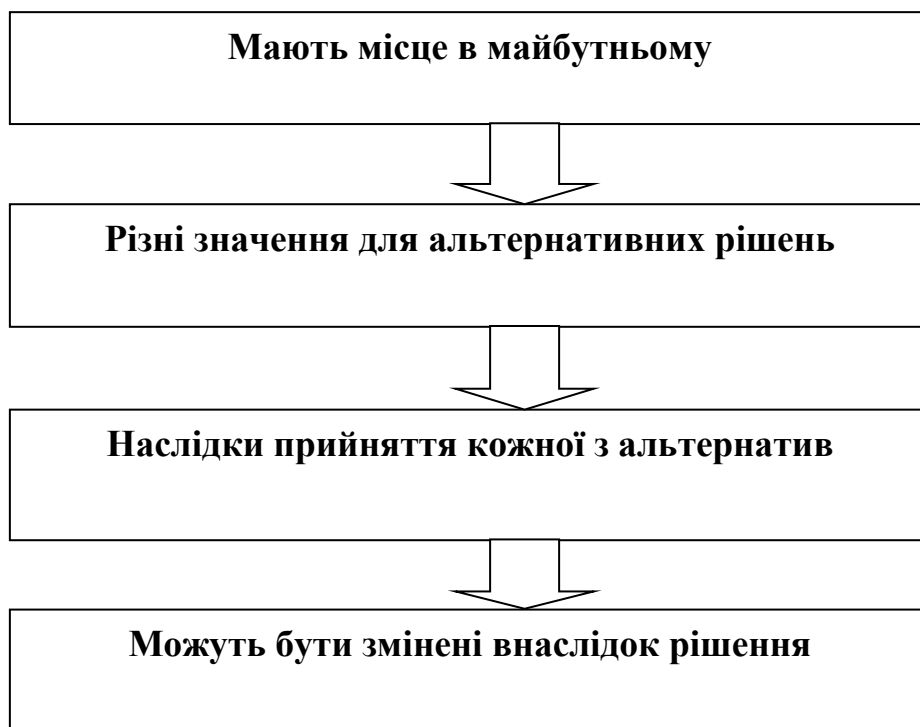 Мають місце в майбутньому
Різні значення для альтернативних рішень
Наслідки прийняття кожної з альтернатив
Можуть бути змінені внаслідок рішення